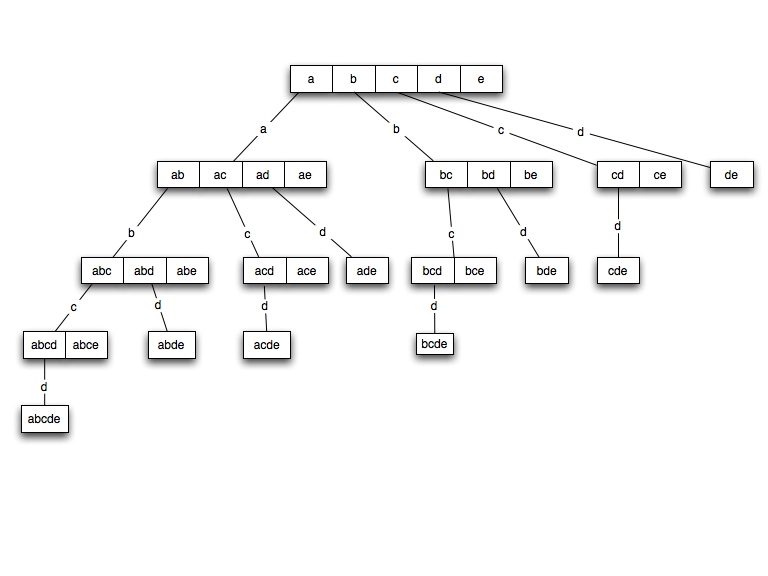 a b c d e
a b c d
ab ac ad ae bc bd be cd ce de
b c d c d d
abc abd abe acd ace ade bcd bce bde cde
c d d d
abcd abce abde acde bcde
d
abcde